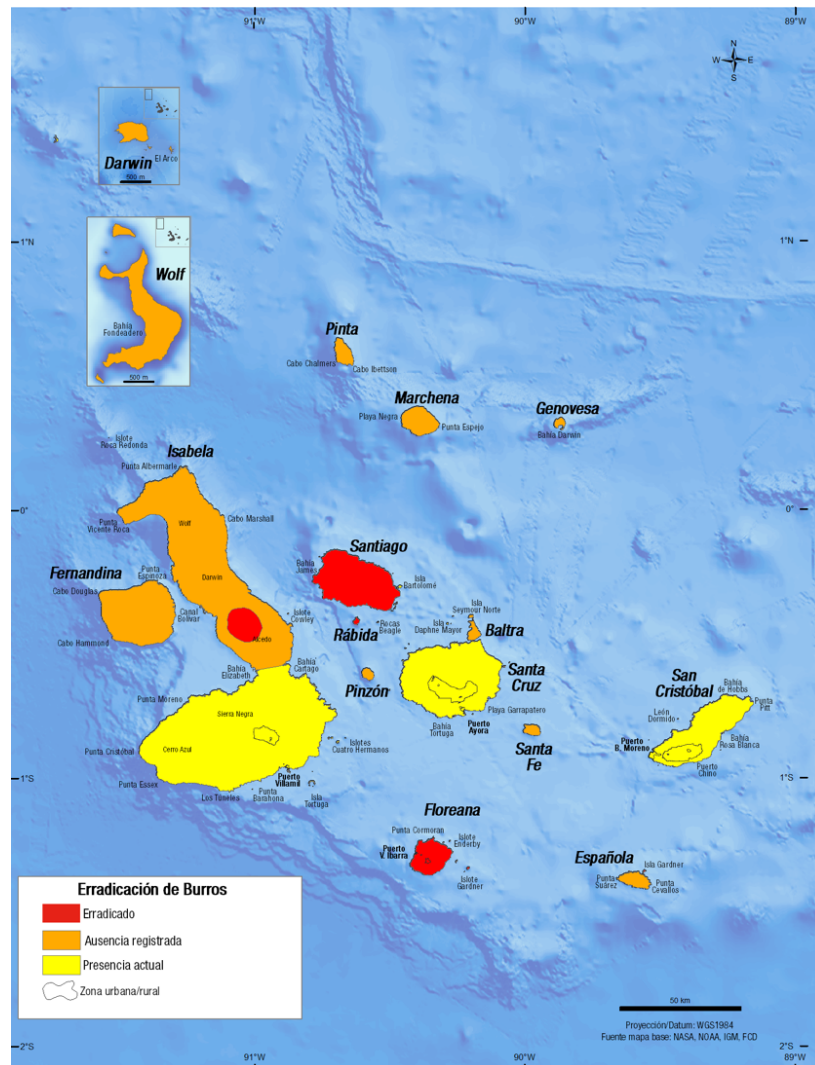 91°W
90°W
89°W
N
W
E
S
Darwin
El Arco
500 m
1°N
1°N
Wolf
Bahía
Fondeadero
500 m
Pinta
Cabo Chalmers
Cabo Ibettson
Marchena
Playa Negra
Punta Espejo
Genovesa
Bahía Darwin
Islote
Roca Redonda
Isabela
Punta Albermarle
0°
0°
Punta
Vicente Roca
Wolf
Cabo Marshall
Santiago
Bahía
James
Isla
Bartolomé
Fernandina
Punta
Espinoza
Cabo Douglas
Darwin
Canal
Bolívar
Islote
Cowley
Alcedo
Cabo Hammond
Rábida
Rocas
Beagle
Isla
Daphne Mayor
Isla
Seymour Norte
Baltra
Bahía
Elizabeth
Bahía
Cartago
Pinzón
Santa
Cruz
San
Cristóbal
Bahía
de Hobbs
Punta
Pitt
Punta Moreno
Sierra Negra
Playa Garrapatero
Bahía
Tortuga
Puerto
Ayora
León
Dormido
Puerto
B. Moreno
Bahía
Rosa Blanca
Puerto
Chino
Punta Cristóbal
Cerro Azul
Islotes
Cuatro Hermanos
Santa
Fe
1°S
1°S
Punta Essex
Puerto
Villamil
Los Tuneles
Punta
Barahona
Isla
Tortuga
Floreana
Punta Cormoran
Islote
Enderby
Puerto
V. Ibarra
Islote
Gardner
Española
Isla Gardner
Punta
Suárez
Punta
Cevallos
Erradicación de Burros
Erradicado
Ausencia registrada
Presencia actual
Zona urbana/rural
50 km
Proyección/Datum: WGS1984
Fuente mapa base: NASA, NOAA, IGM, FCD
2°S
2°S
91°W
90°W
89°W